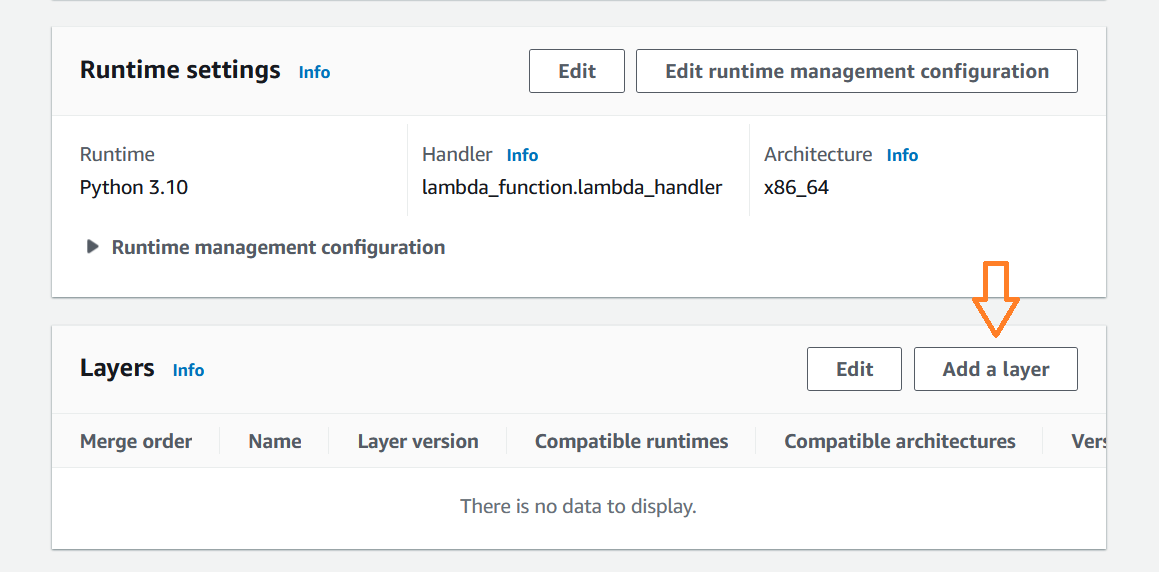 Runtime settings Info Edit Edit runtime management configuration
Runtime Handler Info Architecture Info
Python 3.10 lambda_function.lambda_handler x86_64
Runtime management configuration
Layers Info Edit Add a layer
Merge order Name Layer version Compatible runtimes Compatible architectures Vers
There is no data to display.